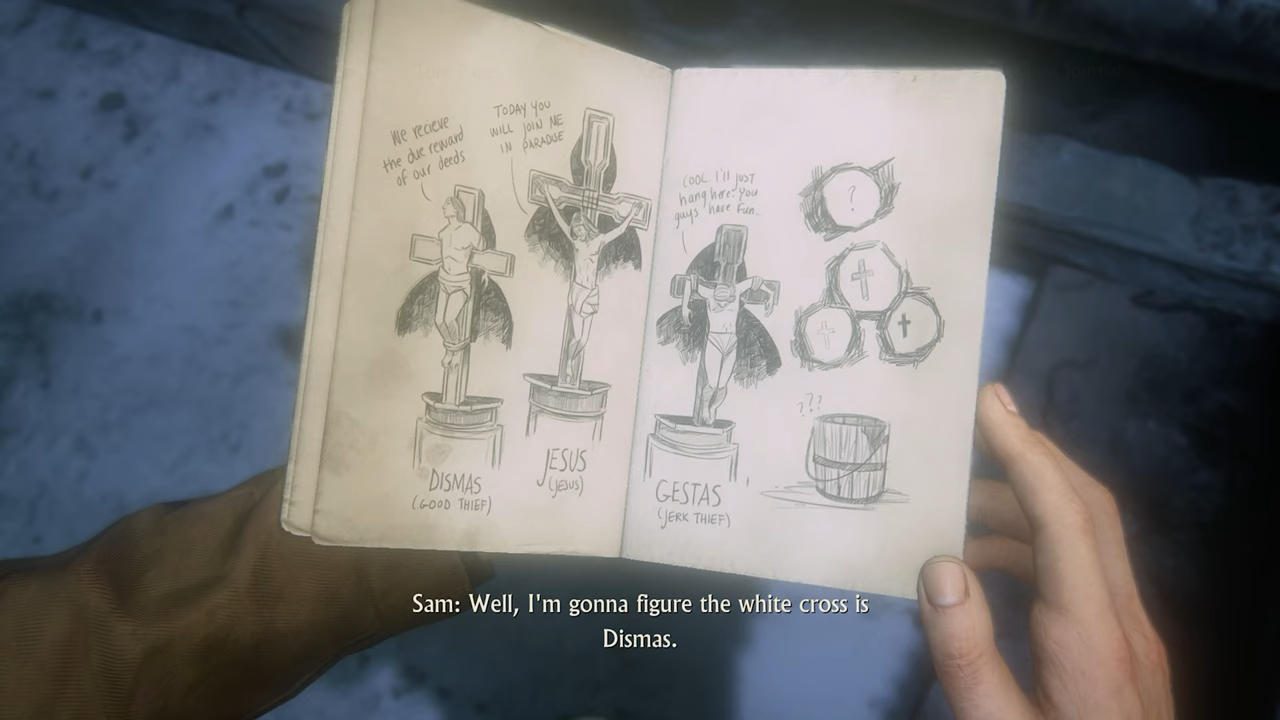 We recieve
the due reward
of our deeds
TODAY YOU
WILL JOIN ME
IN PARADISE
COOL I'll just
hang here. You
guys have fun..
?
???
DISMAS
(GOOD THIEF)
JESUS
(JESUS)
GESTAS
(JERK THIEF)
Sam: Well, I'm gonna figure the white cross is
Dismas.